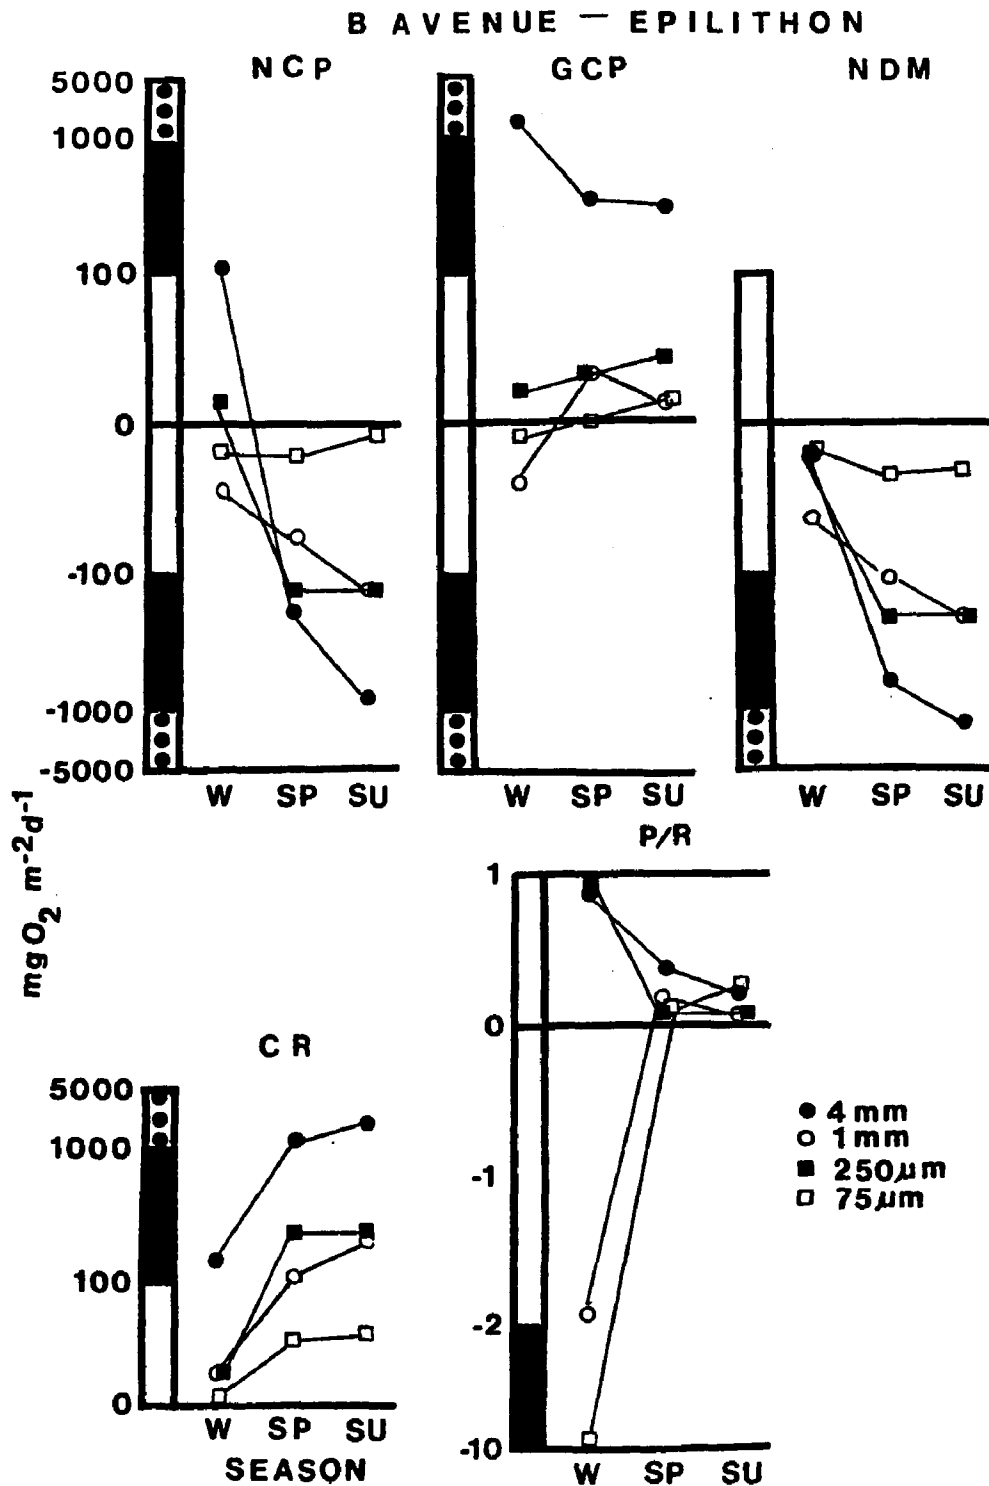 B AVENUE — EPILITHON
NCP
GCP
NDM
5000
1000
100
0
-100
-1000
-5000
W SP SU
W SP SU
W SP SU
mg O2 m-2d-1
P/R
1
0
-1
-2
-10
W SP SU
CR
5000
1000
100
0
W SP SU
SEASON
4mm
1mm
250µm
75µm